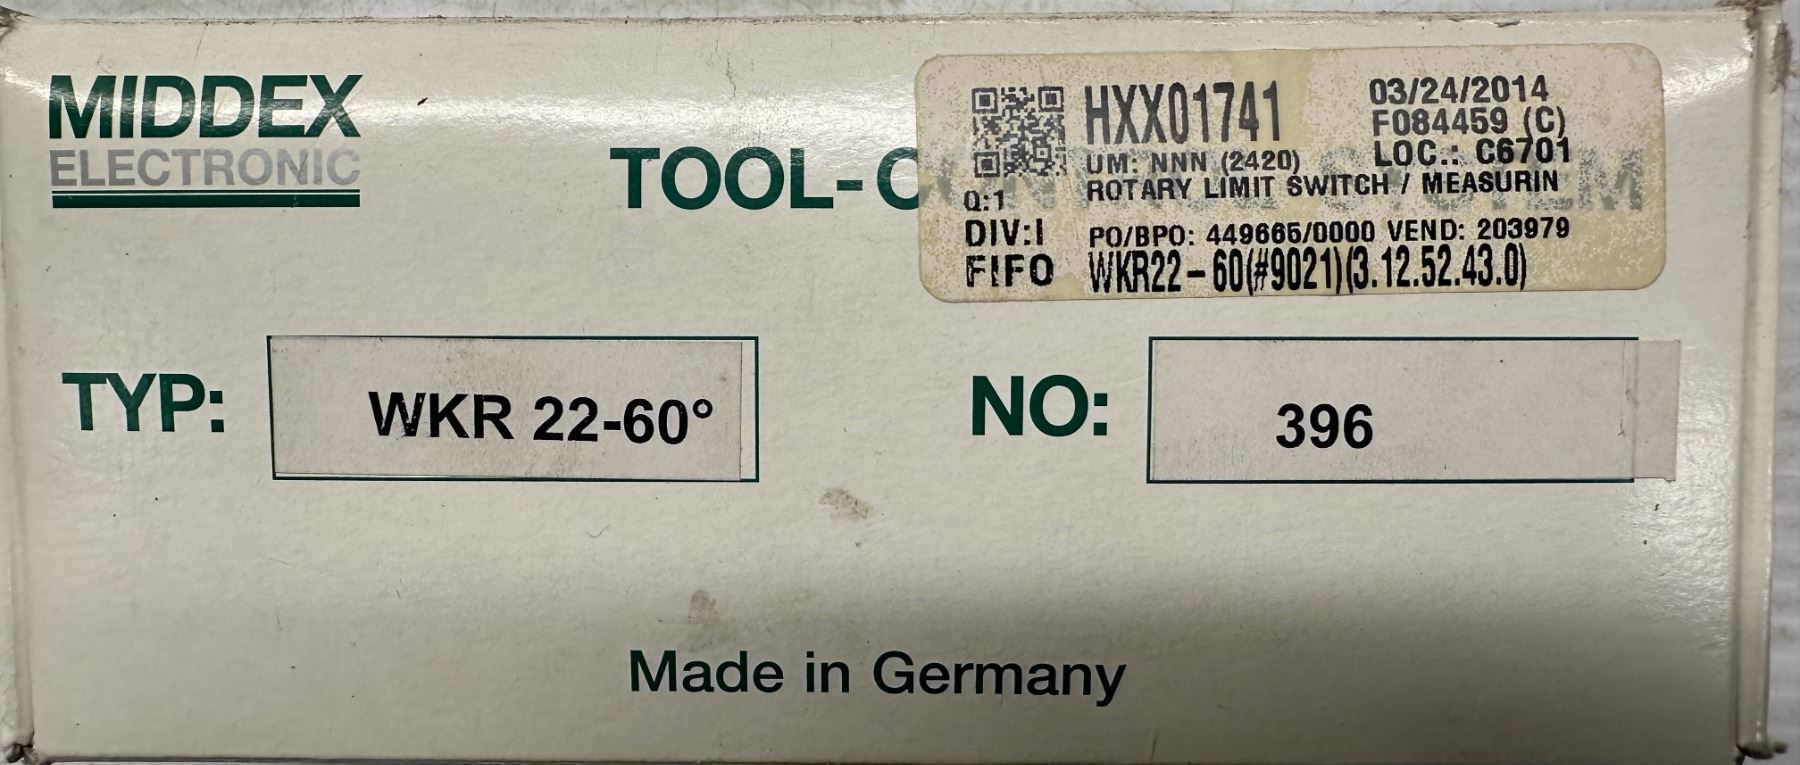 MIDDEX
ELECTRONIC
TOOL-CONTROL-SYSTEM
HXX01741
03/24/2014
F084459 (C)
UM: NNN (2420)
LOC.: C6701
Q:1
ROTARY LIMIT SWITCH / MEASURIN
DIV:I
PO/BPO: 449665/0000 VEND: 203979
FIFO
WKR22-60(#9021)(3.12.52.43.0)
TYP:
WKR 22-60°
NO:
396
Made in Germany